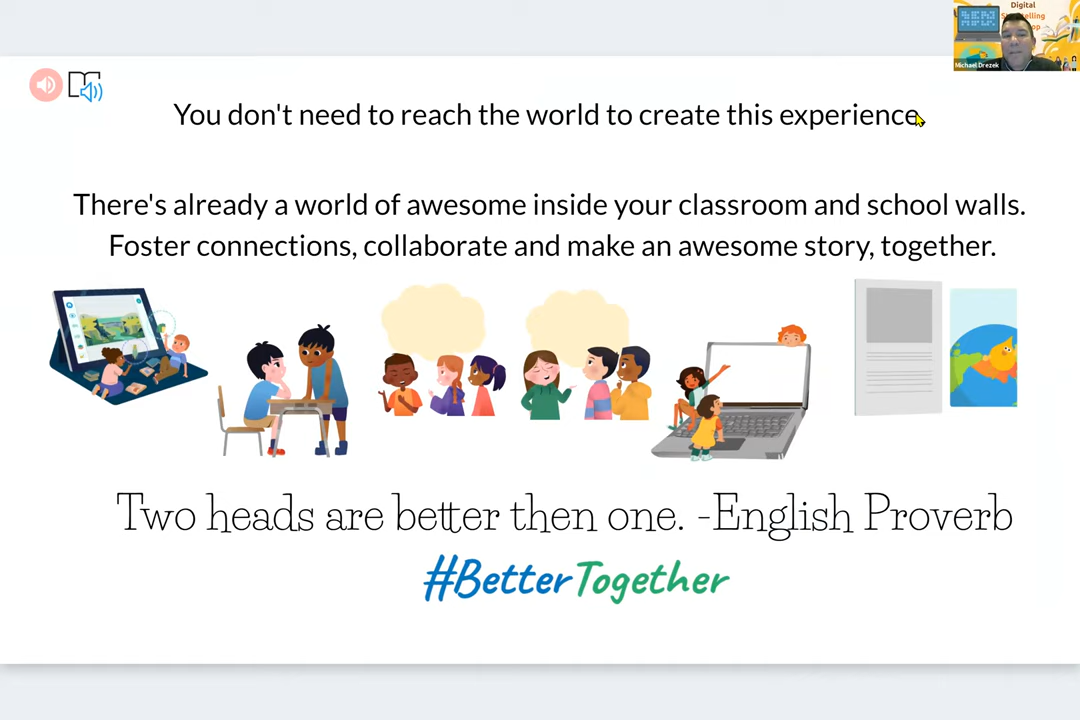 Digital
Michael Drezek
You don't need to reach the world to create this experience.
There's already a world of awesome inside your classroom and school walls.
Foster connections, collaborate and make an awesome story, together.
Two heads are better then one. -English Proverb
#BetterTogether